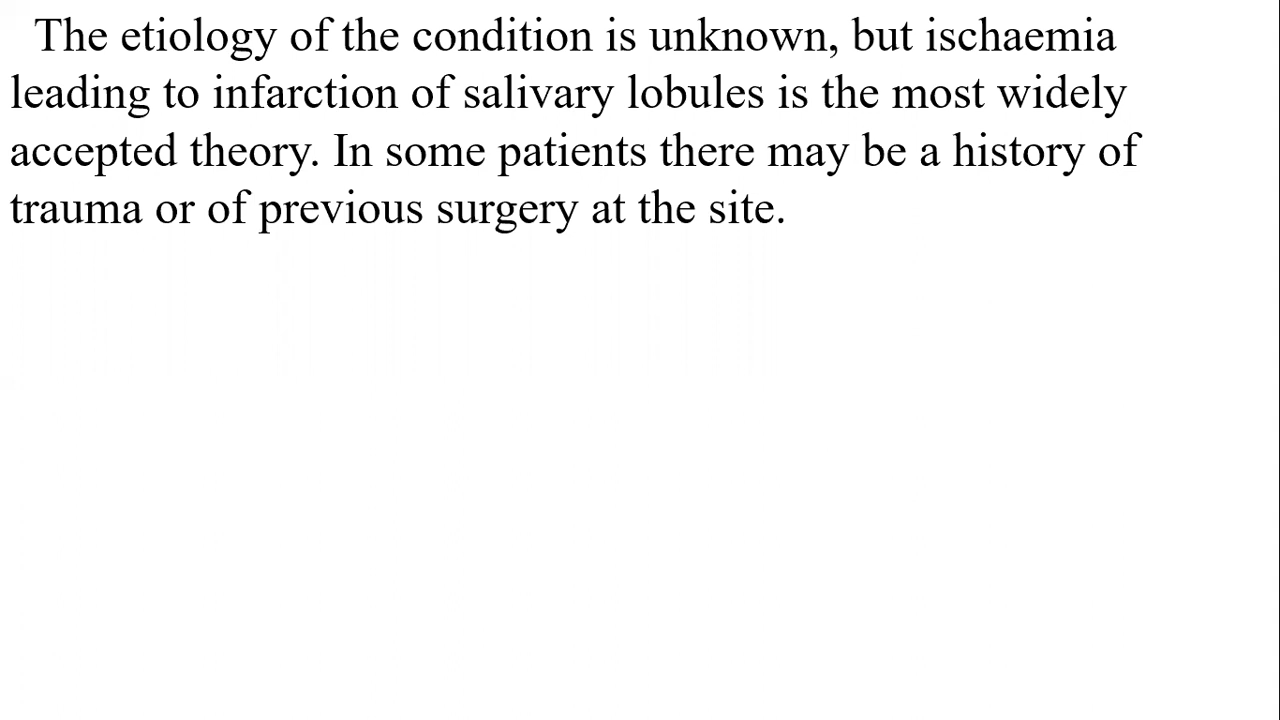 The etiology of the condition is unknown, but ischaemia
leading to infarction of salivary lobules is the most widely
accepted theory. In some patients there may be a history of
trauma or of previous surgery at the site.